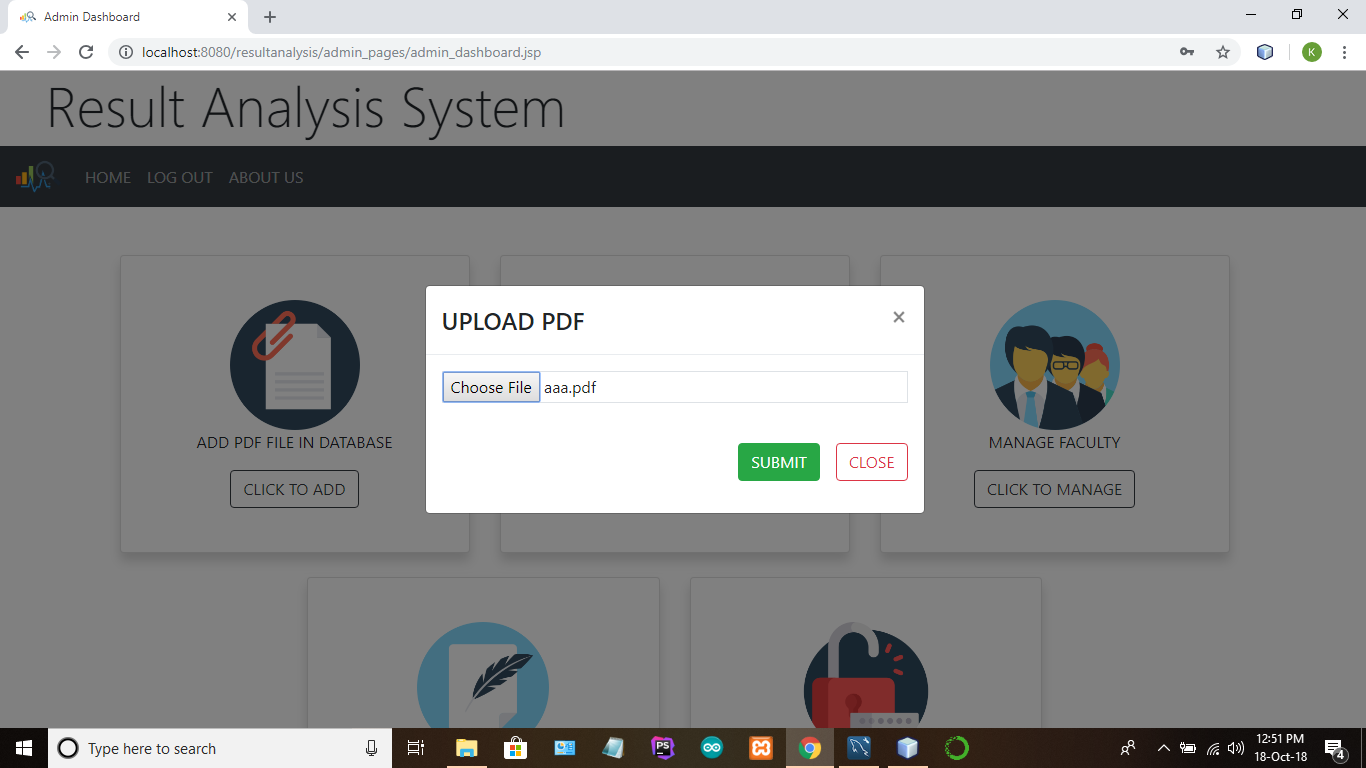 Admin Dashboard
localhost:8080/resultanalysis/admin_pages/admin_dashboard.jsp
K
Result Analysis System
HOME LOG OUT ABOUT US
UPLOAD PDF ×
Choose File aaa.pdf
SUBMIT CLOSE
ADD PDF FILE IN DATABASE
CLICK TO ADD
MANAGE FACULTY
CLICK TO MANAGE
Type here to search
PS
12:51 PM
18-Oct-18
4